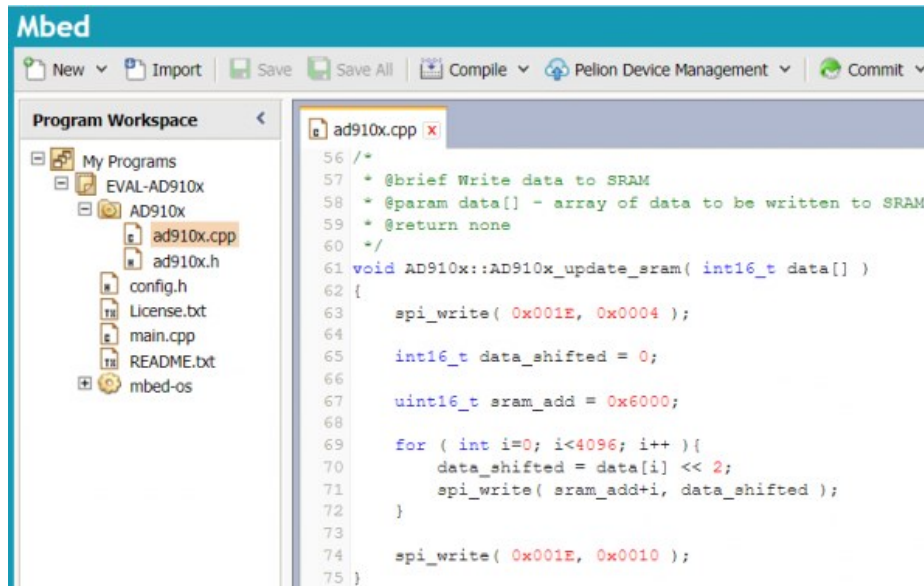 Mbed
New Import Save Save All Compile Pelion Device Management Commit
Program Workspace
My Programs
EVAL-AD910x
AD910x
ad910x.cpp
ad910x.h
config.h
License.txt
main.cpp
README.txt
mbed-os
ad910x.cpp x
56 /*
57  * @brief Write data to SRAM
58  * @param data[] - array of data to be written to SRAM
59  * @return none
60  */
61 void AD910x::AD910x_update_sram( int16_t data[] )
62 {
63     spi_write( 0x001E, 0x0004 );
64
65     int16_t data_shifted = 0;
66
67     uint16_t sram_add = 0x6000;
68
69     for ( int i=0; i<4096; i++ ){
70         data_shifted = data[i] << 2;
71         spi_write( sram_add+i, data_shifted );
72     }
73
74     spi_write( 0x001E, 0x0010 );
75 }